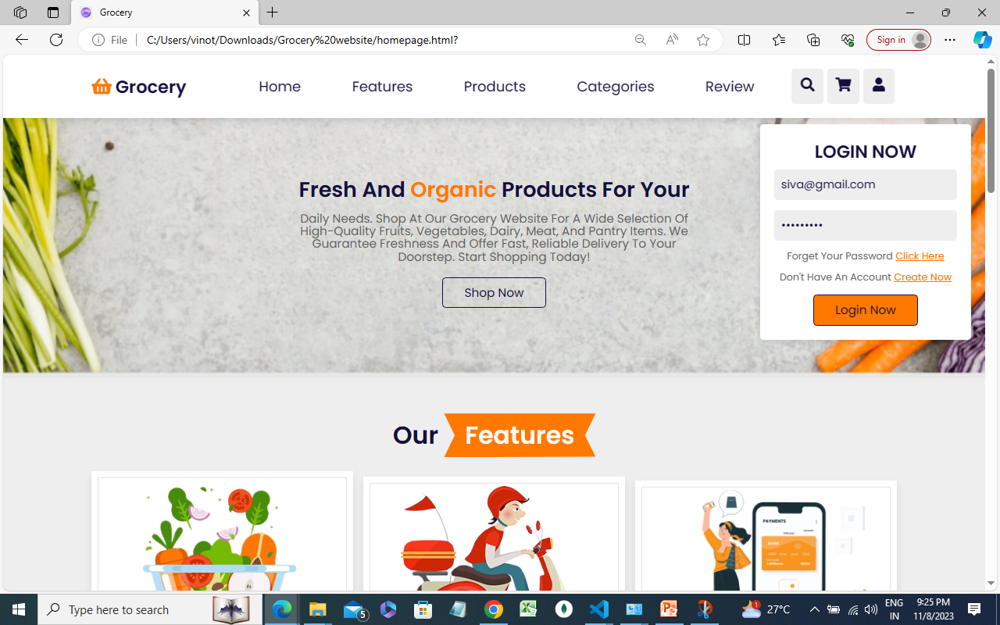 Grocery
File
C:/Users/vinot/Downloads/Grocery%20website/homepage.html?
Sign in
Grocery
Home
Features
Products
Categories
Review
Fresh And Organic Products For Your
Daily Needs. Shop At Our Grocery Website For A Wide Selection Of
High-Quality Fruits, Vegetables, Dairy, Meat, And Pantry Items. We
Guarantee Freshness And Offer Fast, Reliable Delivery To Your
Doorstep. Start Shopping Today!
Shop Now
LOGIN NOW
siva@gmail.com
•••••••••
Forget Your Password Click Here
Don't Have An Account Create Now
Login Now
Our Features
PAYMENTS
BANK
Type here to search
5
1
27°C
ENG
IN
9:25 PM
11/8/2023